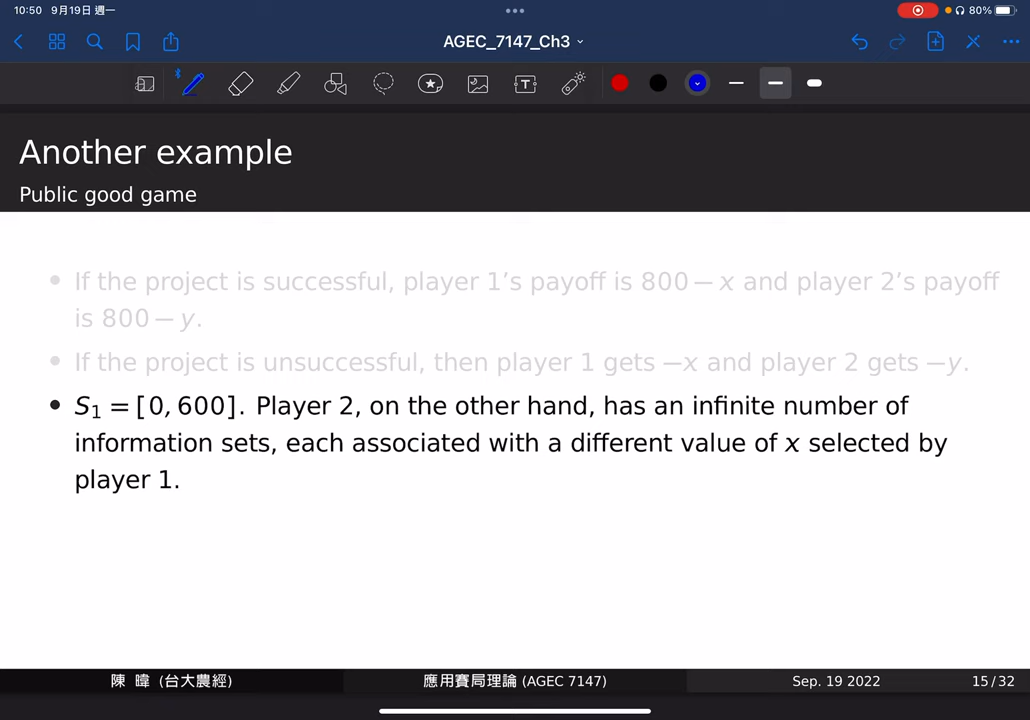 10:50 9月19日 週一
80%
AGEC_7147_Ch3
Another example
Public good game
• If the project is successful, player 1’s payoff is 800 − x and player 2’s payoff
is 800 − y.
• If the project is unsuccessful, then player 1 gets −x and player 2 gets −y.
• S₁ = [0, 600]. Player 2, on the other hand, has an infinite number of
information sets, each associated with a different value of x selected by
player 1.
陳 暐 (台大農經) 應用賽局理論 (AGEC 7147) Sep. 19 2022 15 / 32